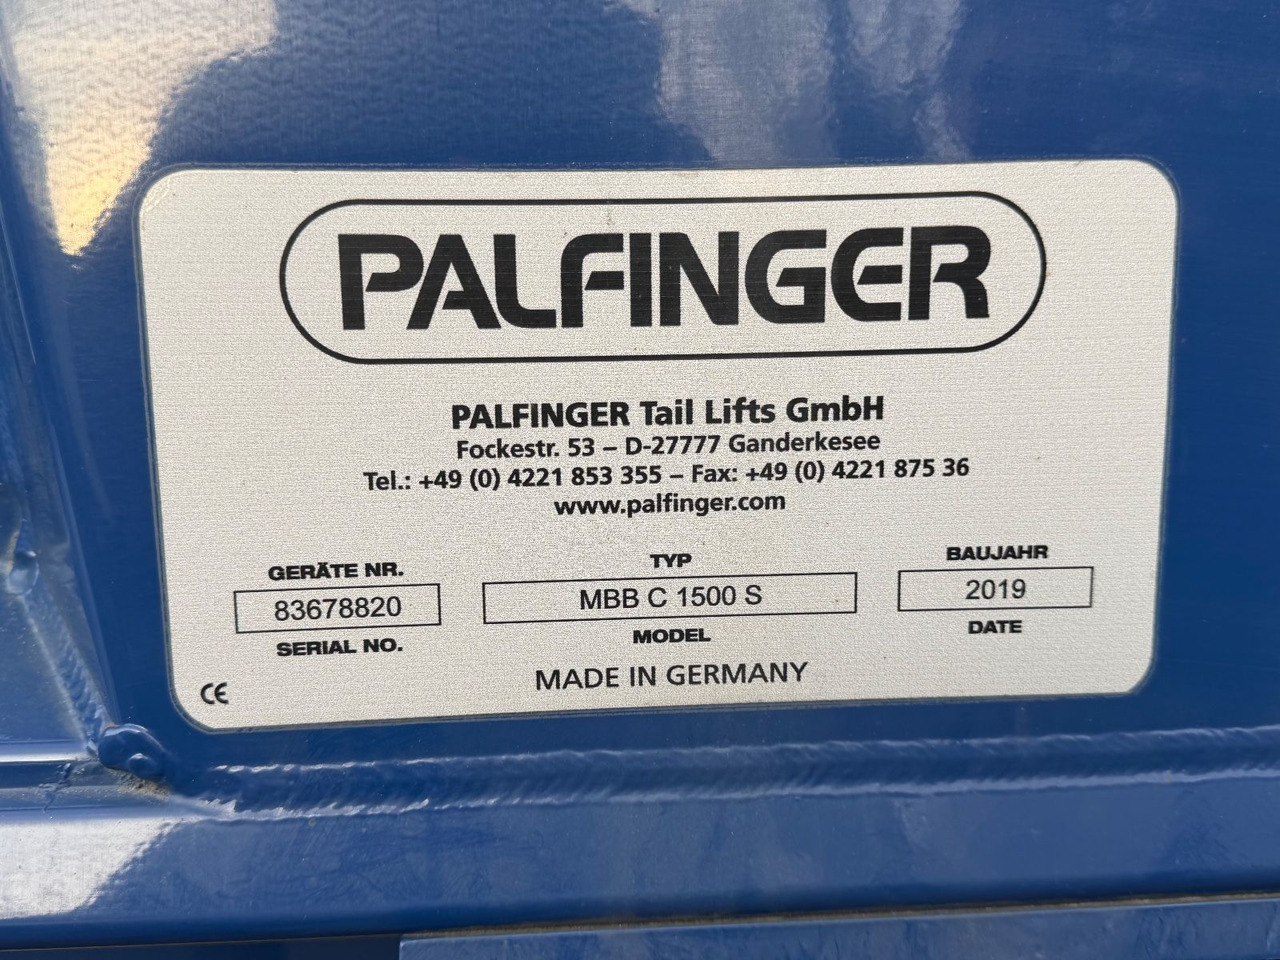 PALFINGER
PALFINGER Tail Lifts GmbH
Fockestr. 53 – D-27777 Ganderkesee
Tel.: +49 (0) 4221 853 355 – Fax: +49 (0) 4221 875 36
www.palfinger.com
GERÄTE NR. TYP BAUJAHR
83678820 MBB C 1500 S 2019
SERIAL NO. MODEL DATE
MADE IN GERMANY
CE